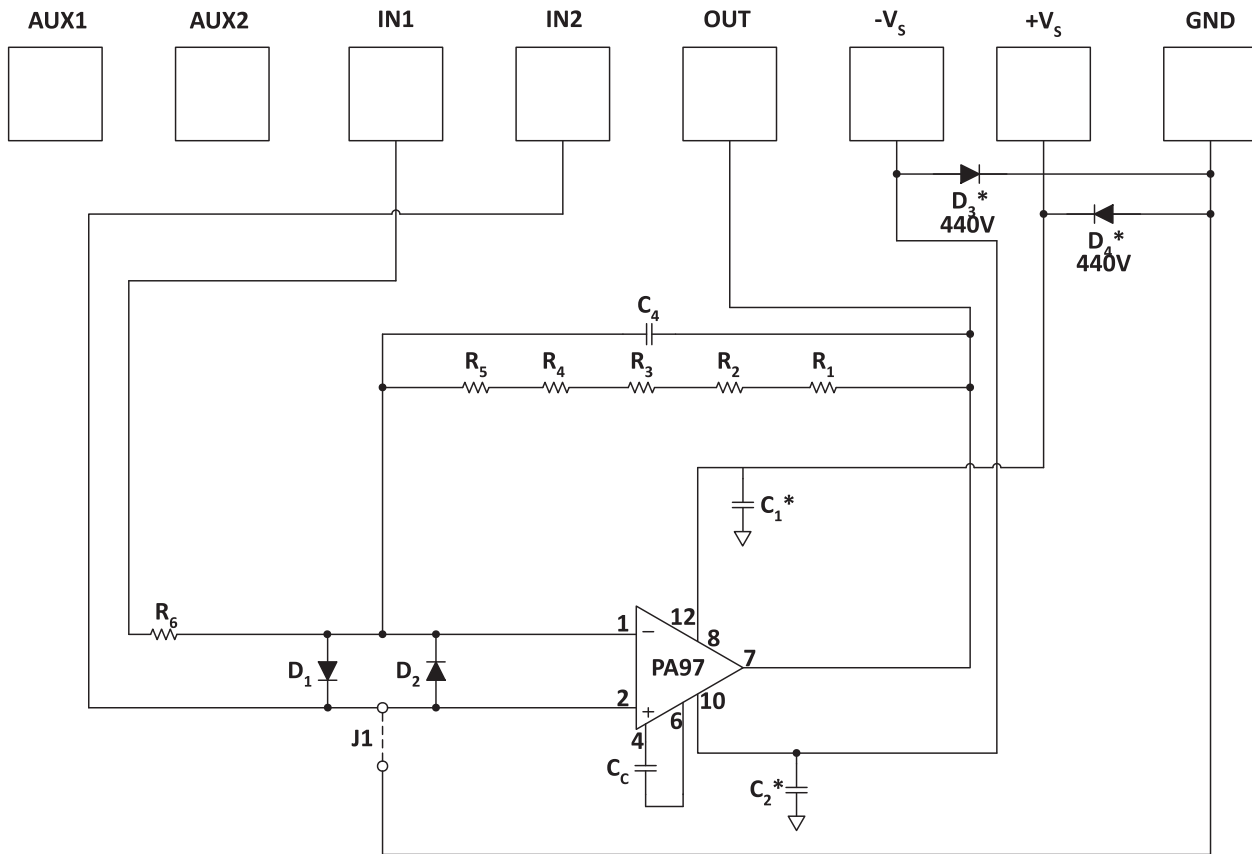 AUX1
AUX2
IN1
IN2
OUT
-VS
+VS
GND
D3*
440V
D4*
440V
C4
R5
R4
R3
R2
R1
C1*
R6
1
−
12
8
D1
D2
PA97
7
2
+
10
6
J1
4
CC
C2*